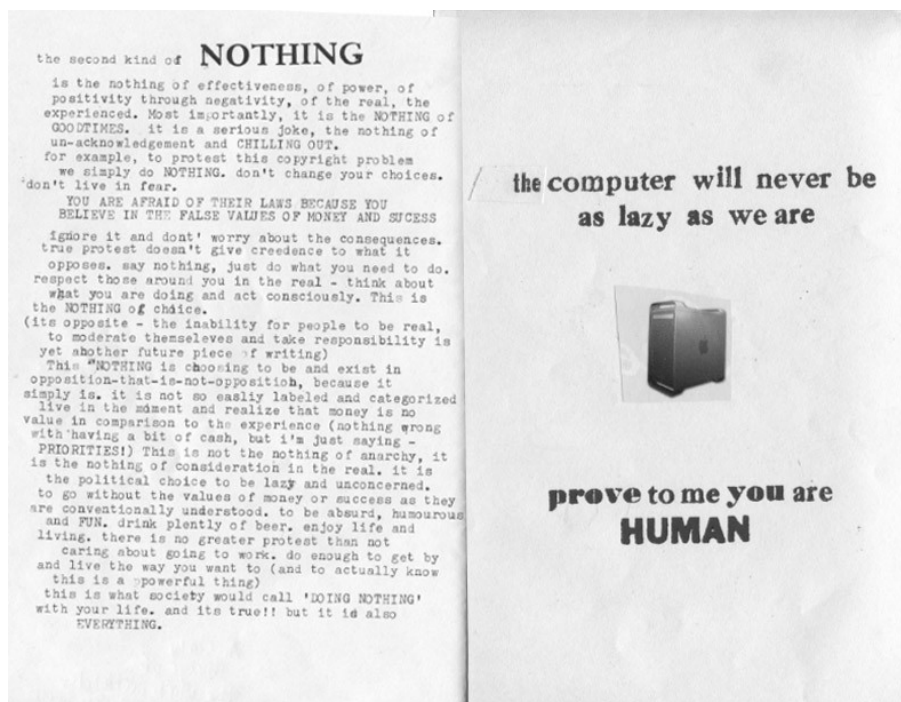 the second kind of NOTHING
is the nothing of effectiveness, of power, of
positivity through negativity, of the real, the
experienced. Most importantly, it is the NOTHING of
GOODTIMES. it is a serious joke, the nothing of
un-acknowledgement and CHILLING OUT.
for example, to protest this copyright problem
we simply do NOTHING. don't change your choices.
'don't live in fear.
YOU ARE AFRAID OF THEIR LAWS BECAUSE YOU
BELIEVE IN THE FALSE VALUES OF MONEY AND SUCESS
ignore it and dont' worry about the consequences.
true protest doesn't give creedence to what it
opposes. say nothing, just do what you need to do.
respect those around you in the real - think about
what you are doing and act consciously. This is
the NOTHING of choice.
(its opposite - the inability for people to be real,
to moderate themseleves and take responsibility is
yet another future piece of writing)
This "NOTHING is choosing to be and exist in
opposition-that-is-not-opposition, because it
simply is. it is not so easliy labeled and categorized
live in the moment and realize that money is no
value in comparison to the experience (nothing wrong
with having a bit of cash, but i'm just saying -
PRIORITIES!) This is not the nothing of anarchy, it
is the nothing of consideration in the real. it is
the political choice to be lazy and unconcerned.
to go without the values of money or success as they
are conventionally understood. to be absurd, humourous
and FUN. drink plently of beer. enjoy life and
living. there is no greater protest than not
caring about going to work. do enough to get by
and live the way you want to (and to actually know
this is a powerful thing)
this is what society would call 'DOING NOTHING'
with your life. and its true!! but it is also
EVERYTHING.
the computer will never be
as lazy as we are
prove to me you are
HUMAN